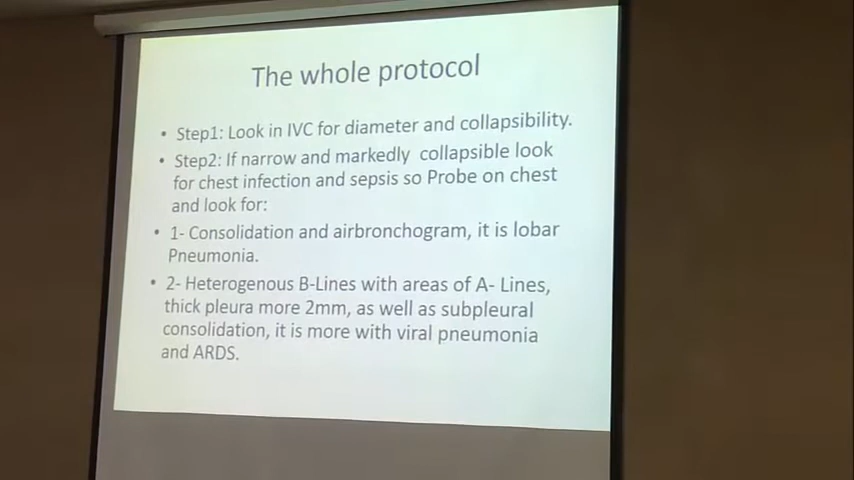 The whole protocol
• Step1: Look in IVC for diameter and collapsibility.
• Step2: If narrow and markedly collapsible look
for chest infection and sepsis so Probe on chest
and look for:
• 1- Consolidation and airbronchogram, it is lobar
Pneumonia.
• 2- Heterogenous B-Lines with areas of A- Lines,
thick pleura more 2mm, as well as subpleural
consolidation, it is more with viral pneumonia
and ARDS.